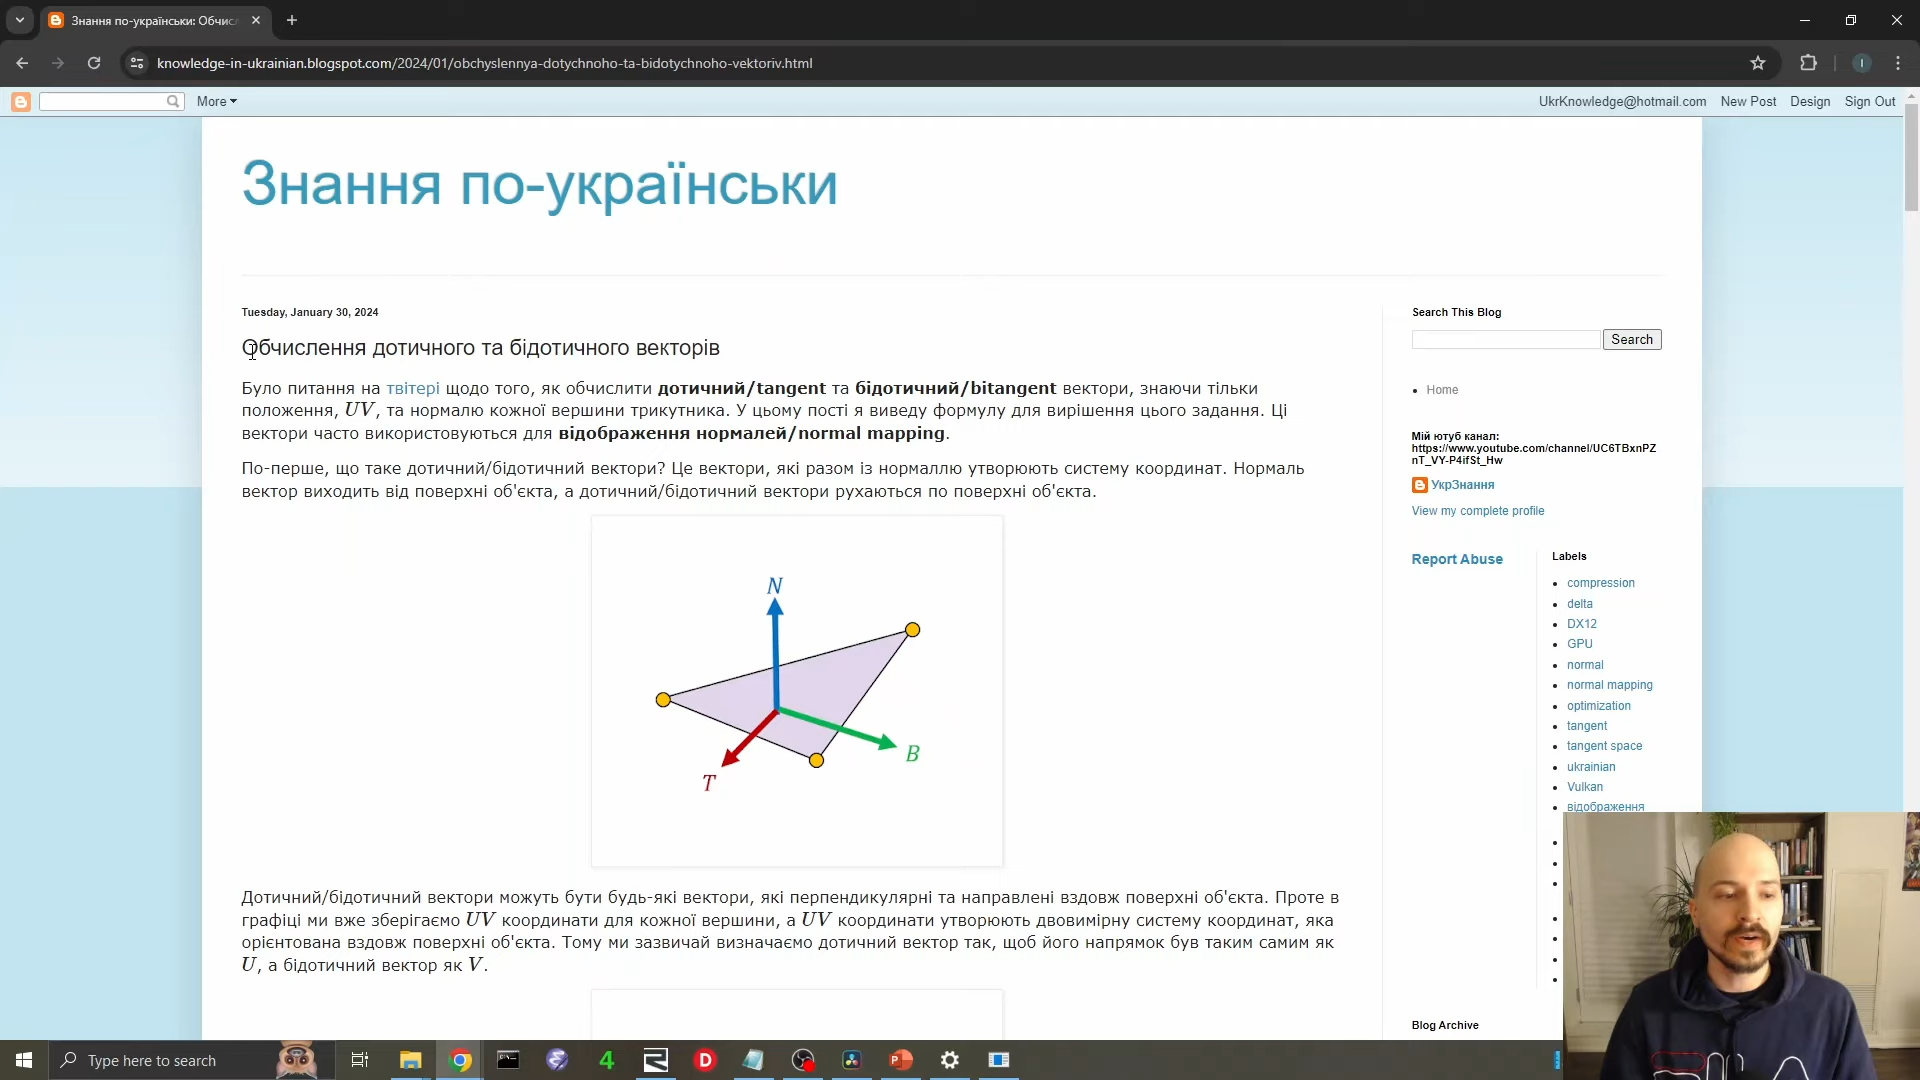 Знання по-українськи: Обчис
knowledge-in-ukrainian.blogspot.com/2024/01/obchyslennya-dotychnoho-ta-bidotychnoho-vektoriv.html
More
UkrKnowledge@hotmail.com New Post Design Sign Out
Знання по-українськи
Tuesday, January 30, 2024
Обчислення дотичного та бідотичного векторів
Було питання на твітері щодо того, як обчислити дотичний/tangent та бідотичний/bitangent вектори, знаючи тільки
положення, UV, та нормалю кожної вершини трикутника. У цьому пості я виведу формулу для вирішення цього задання. Ці
вектори часто використовуються для відображення нормалей/normal mapping.
По-перше, що таке дотичний/бідотичний вектори? Це вектори, які разом із нормаллю утворюють систему координат. Нормаль
вектор виходить від поверхні об'єкта, а дотичний/бідотичний вектори рухаються по поверхні об'єкта.
N
B
T
Дотичний/бідотичний вектори можуть бути будь-які вектори, які перпендикулярні та направлені вздовж поверхні об'єкта. Проте в
графіці ми вже зберігаємо UV координати для кожної вершини, а UV координати утворюють двовимірну систему координат, яка
орієнтована вздовж поверхні об'єкта. Тому ми зазвичай визначаємо дотичний вектор так, щоб його напрямок був таким самим як
U, а бідотичний вектор як V.
Search This Blog
Search
Home
Мій ютуб канал:
https://www.youtube.com/channel/UC6TBxnPZ
nT_VY-P4ifSt_Hw
УкрЗнання
View my complete profile
Report Abuse
Labels
compression
delta
DX12
GPU
normal
normal mapping
optimization
tangent
tangent space
ukrainian
Vulkan
відображення
Blog Archive
Type here to search